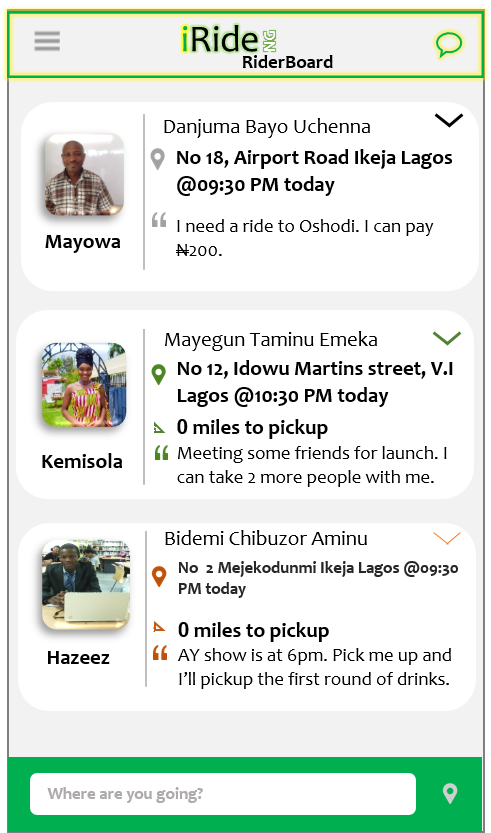 iRide NG
RiderBoard
Danjuma Bayo Uchenna
No 18, Airport Road Ikeja Lagos
@09:30 PM today
Mayowa
“ I need a ride to Oshodi. I can pay
₦200.
Mayegun Taminu Emeka
No 12, Idowu Martins street, V.I
Lagos @10:30 PM today
0 miles to pickup
Kemisola
“ Meeting some friends for launch. I
can take 2 more people with me.
Bidemi Chibuzor Aminu
No 2 Mejekodunmi Ikeja Lagos @09:30
PM today
0 miles to pickup
Hazeez
“ AY show is at 6pm. Pick me up and
I’ll pickup the first round of drinks.
Where are you going?